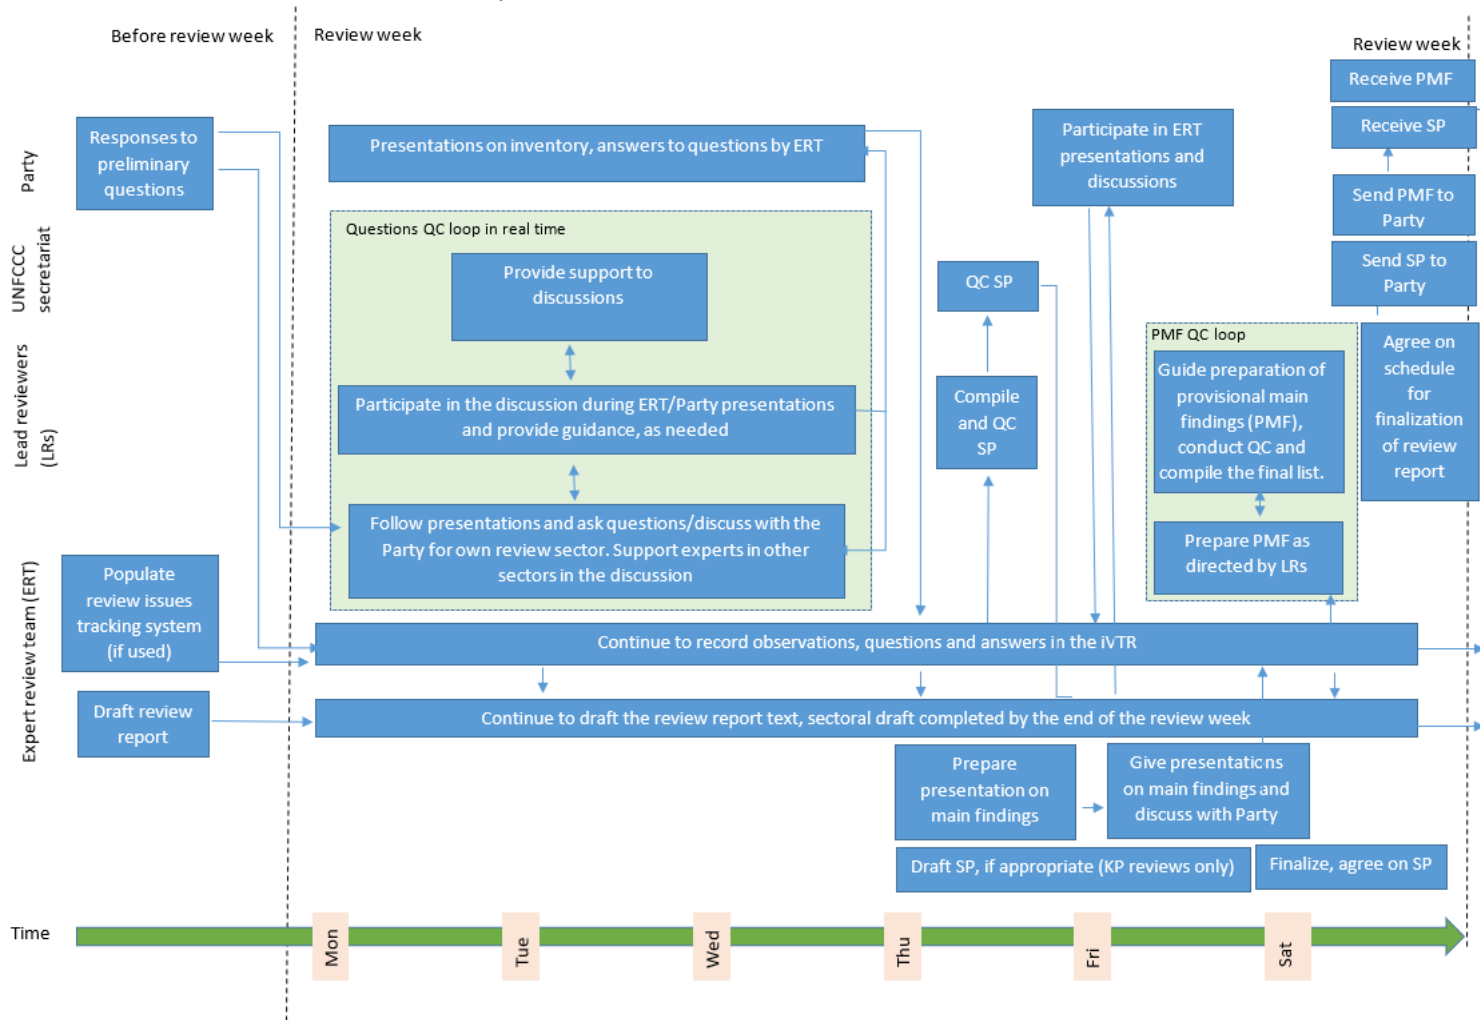 Before review week
Review week
Review week
Party
UNFCCC
secretariat
Lead reviewers
(LRs)
Expert review team (ERT)
Responses to
preliminary
questions
Presentations on inventory, answers to questions by ERT
Participate in ERT
presentations and
discussions
Receive PMF
Receive SP
Send PMF to
Party
Send SP to
Party
Questions QC loop in real time
Provide support to
discussions
QC SP
Participate in the discussion during ERT/Party presentations
and provide guidance, as needed
Compile
and QC
SP
PMF QC loop
Guide preparation of
provisional main
findings (PMF),
conduct QC and
compile the final list.
Agree on
schedule
for
finalization
of review
report
Follow presentations and ask questions/discuss with the
Party for own review sector. Support experts in other
sectors in the discussion
Prepare PMF as
directed by LRs
Populate
review issues
tracking system
(if used)
Continue to record observations, questions and answers in the iVTR
Draft review
report
Continue to draft the review report text, sectoral draft completed by the end of the review week
Prepare
presentation on
main findings
Give presentations
on main findings and
discuss with Party
Draft SP, if appropriate (KP reviews only)
Finalize, agree on SP
Time
Mon
Tue
Wed
Thu
Fri
Sat